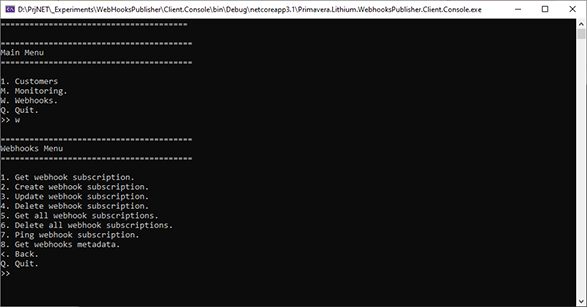 D:\PrjNET\_Experiments\WebHooksPublisher\Client.Console\bin\Debug\netcoreapp3.1\Primavera.Lithium.WebhooksPublisher.Client.Console.exe
=======================================
========================================
Main Menu
========================================
1. Customers
M. Monitoring.
W. Webhooks.
Q. Quit.
>> w
========================================
Webhooks Menu
========================================
1. Get webhook subscription.
2. Create webhook subscription.
3. Update webhook subscription.
4. Delete webhook subscription.
5. Get all webhook subscriptions.
6. Delete all webhook subscriptions.
7. Ping webhook subscription.
8. Get webhooks metadata.
<. Back.
Q. Quit.
>>